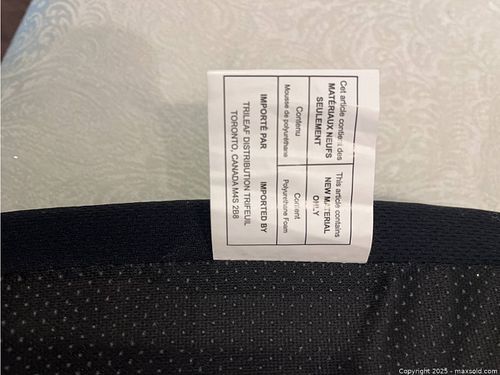 Cet article contient des
MATÉRIAUX NEUFS
SEULEMENT
This article contains
NEW MATERIAL
ONLY
Contenu
Mousse de polyuréthane
Content
Polyurethane Foam
IMPORTÉ PAR IMPORTED BY
TRILEAF DISTRIBUTION TRIFEUIL
TORONTO, CANADA M4S 2B8
Copyright 2025 - maxsold.com